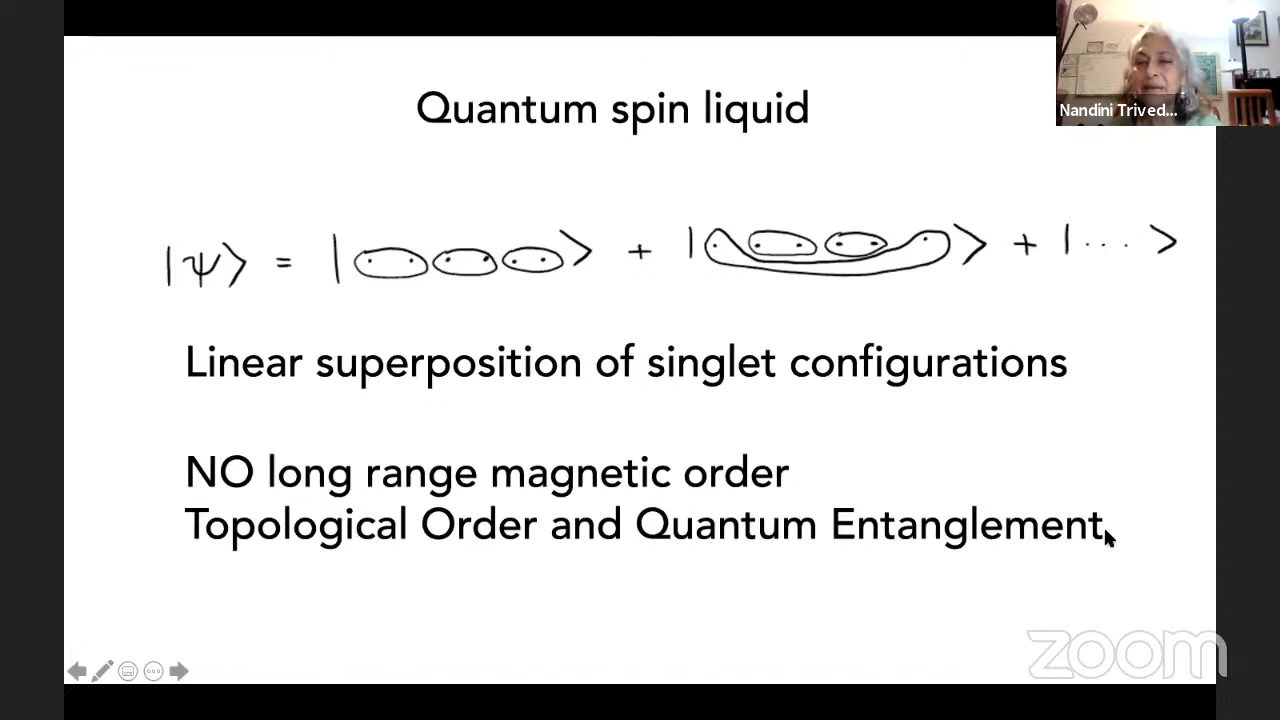 Quantum spin liquid
Nandini Trived...
|Ψ⟩ = | ⟩ + | ⟩ + |...⟩
Linear superposition of singlet configurations
NO long range magnetic order
Topological Order and Quantum Entanglement
zoom